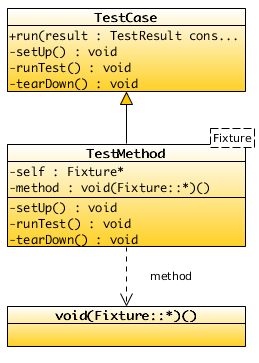 TestCase
+run(result : TestResult cons...
-setUp() : void
-runTest() : void
-tearDown() : void
Fixture
TestMethod
-self : Fixture*
-method : void(Fixture::*)()
-setUp() : void
-runTest() : void
-tearDown() : void
method
void(Fixture::*)()